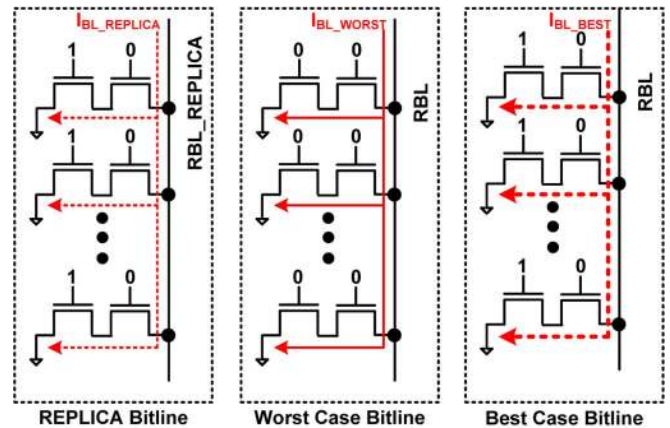 I_BL_REPLICA
1 0
1 0
1 0
RBL_REPLICA
REPLICA Bitline
I_BL_WORST
0 0
0 0
0 0
RBL
Worst Case Bitline
I_BL_BEST
1 0
1 0
1 0
RBL
Best Case Bitline